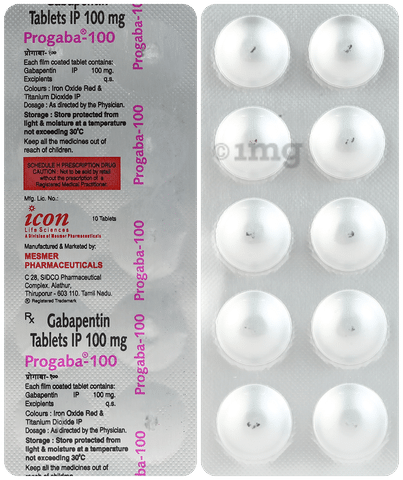 Gabapentin
Tablets IP 100 mg
Progaba®-100
प्रोगाबा-१००
Each film coated tablet contains:
Gabapentin IP 100 mg.
Excipients q.s.
Colours : Iron Oxide Red &
Titanium Dioxide IP
Dosage : As directed by the Physician.
Storage : Store protected from
light & moisture at a temperature
not exceeding 30°C
Keep all the medicines out of
reach of children.
SCHEDULE H PRESCRIPTION DRUG
CAUTION : Not to be sold by retail
without the prescription of a
Registered Medical Practitioner.
Mfg. Lic. No.:
icon
Life Sciences
A Division of Mesmer Pharmaceuticals
10 Tablets
Manufactured & Marketed by:
MESMER
PHARMACEUTICALS
C 28, SIDCO Pharmaceutical
Complex, Alathur,
Thiruporur - 603 110. Tamil Nadu.
® Registered Trademark
Rx Gabapentin
Tablets IP 100 mg
Progaba®-100
प्रोगाबा-१००
Each film coated tablet contains:
Gabapentin IP 100 mg.
Excipients q.s.
Colours : Iron Oxide Red &
Titanium Dioxide IP
Dosage : As directed by the Physician.
Storage : Store protected from
light & moisture at a temperature
not exceeding 30°C
Keep all the medicines out of
Progaba-100
Progaba-100
Progaba-100
Progaba-100
1mg